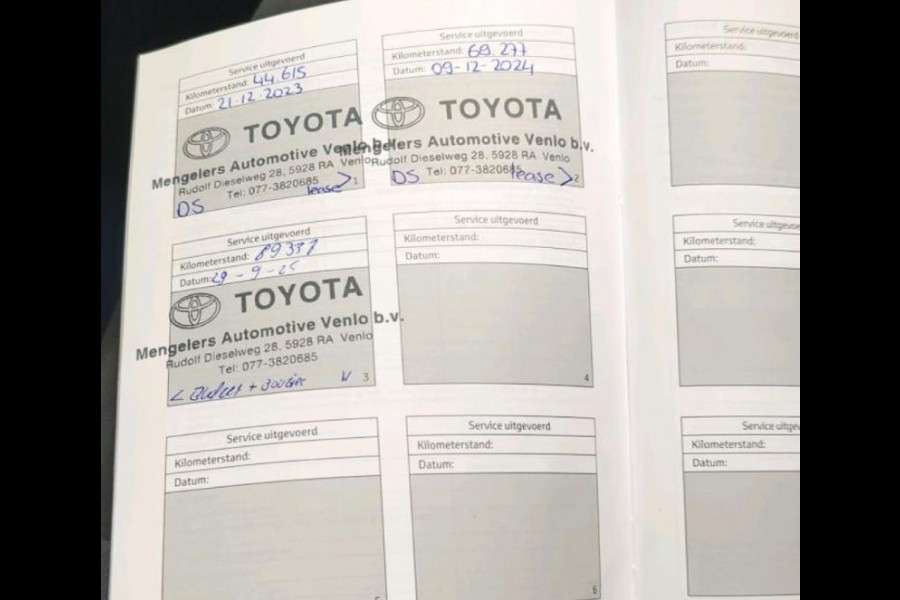 Service uitgevoerd
Kilometerstand: 44.615
Datum: 21-12-2023
TOYOTA
Mengelers Automotive Venlo b.v.
Rudolf Dieselweg 28, 5928 RA Venlo
Tel: 077-3820685
DS lease> 1
Service uitgevoerd
Kilometerstand: 69.277
Datum: 09-12-2024
TOYOTA
Mengelers Automotive Venlo b.v.
Rudolf Dieselweg 28, 5928 RA Venlo
Tel: 077-3820685
DS lease> 2
Service uitgevoerd
Kilometerstand:
Datum:
Service uitgevoerd
Kilometerstand: 89337
Datum: 29-9-25
TOYOTA
Mengelers Automotive Venlo b.v.
Rudolf Dieselweg 28, 5928 RA Venlo
Tel: 077-3820685
3
Service uitgevoerd
Kilometerstand:
Datum:
4
Service uitgevoerd
Kilometerstand:
Datum:
Service uitgevoerd
Kilometerstand:
Datum:
5
Service uitgevoerd
Kilometerstand:
Datum:
6
Service uitgev
Kilometerstand:
Datum: